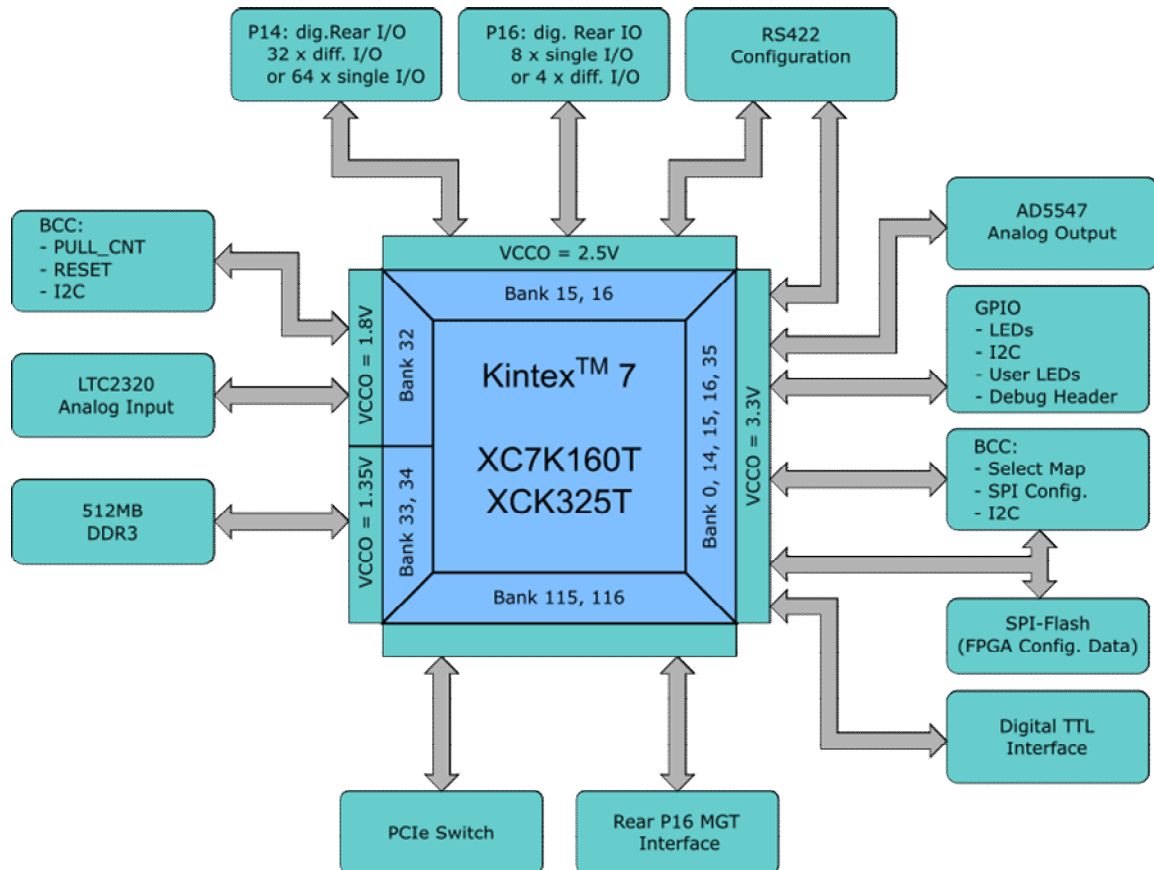 P14: dig.Rear I/O
32 x diff. I/O
or 64 x single I/O
P16: dig. Rear IO
8 x single I/O
or 4 x diff. I/O
RS422
Configuration
BCC:
- PULL_CNT
- RESET
- I2C
AD5547
Analog Output
VCCO = 2.5V
Bank 15, 16
VCCO = 1.8V
Bank 32
Kintex™ 7
XC7K160T
XCK325T
Bank 0, 14, 15, 16, 35
VCCO = 3.3V
GPIO
- LEDs
- I2C
- User LEDs
- Debug Header
LTC2320
Analog Input
BCC:
- Select Map
- SPI Config.
- I2C
512MB
DDR3
VCCO = 1.35V
Bank 33, 34
Bank 115, 116
SPI-Flash
(FPGA Config. Data)
Digital TTL
Interface
PCIe Switch
Rear P16 MGT
Interface